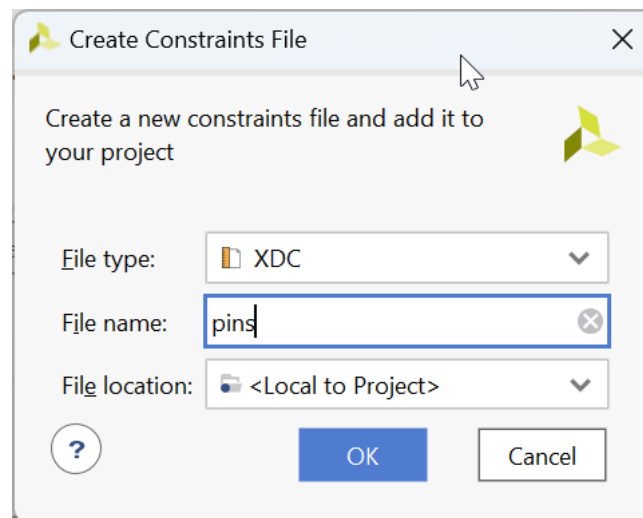 Create Constraints File
Create a new constraints file and add it to
your project
File type: XDC
File name: pins
File location: <Local to Project>
? OK Cancel